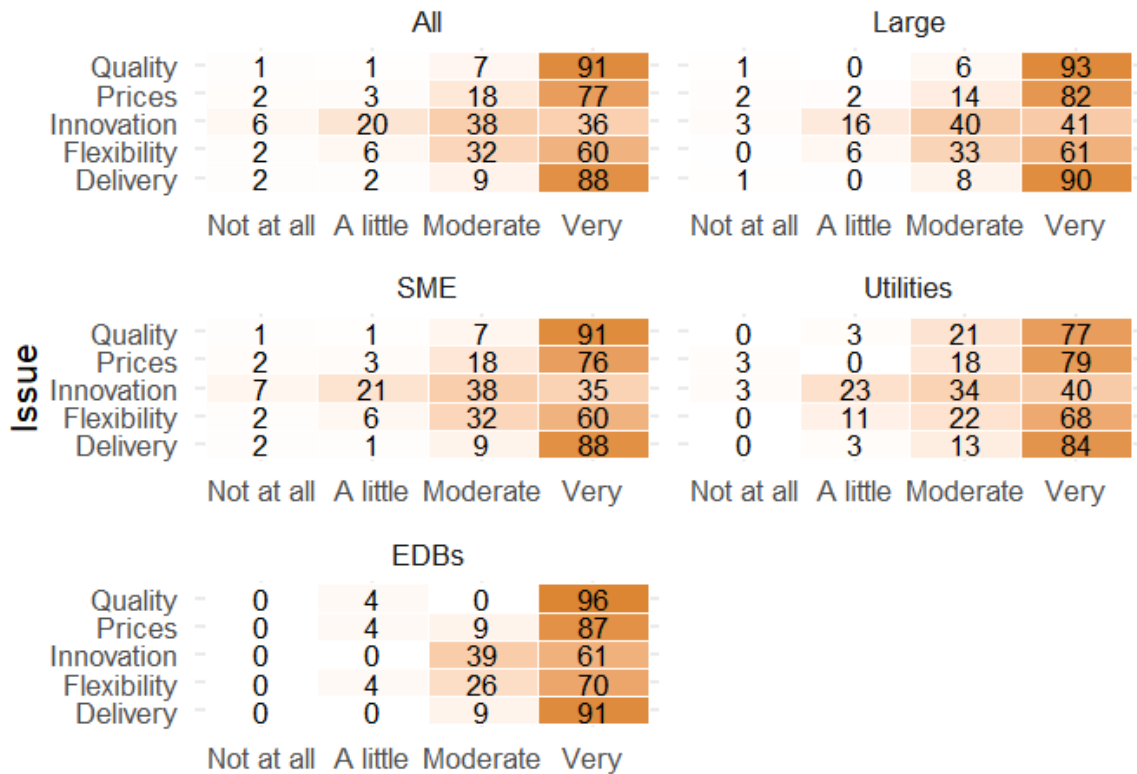 All Large
Quality 1 1 7 91 1 0 6 93
Prices 2 3 18 77 2 2 14 82
Innovation 6 20 38 36 3 16 40 41
Flexibility 2 6 32 60 0 6 33 61
Delivery 2 2 9 88 1 0 8 90
Not at all A little Moderate Very Not at all A little Moderate Very
SME Utilities
Quality 1 1 7 91 0 3 21 77
Prices 2 3 18 76 3 0 18 79
Innovation 7 21 38 35 3 23 34 40
Flexibility 2 6 32 60 0 11 22 68
Delivery 2 1 9 88 0 3 13 84
Issue
Not at all A little Moderate Very Not at all A little Moderate Very
EDBs
Quality 0 4 0 96
Prices 0 4 9 87
Innovation 0 0 39 61
Flexibility 0 4 26 70
Delivery 0 0 9 91
Not at all A little Moderate Very